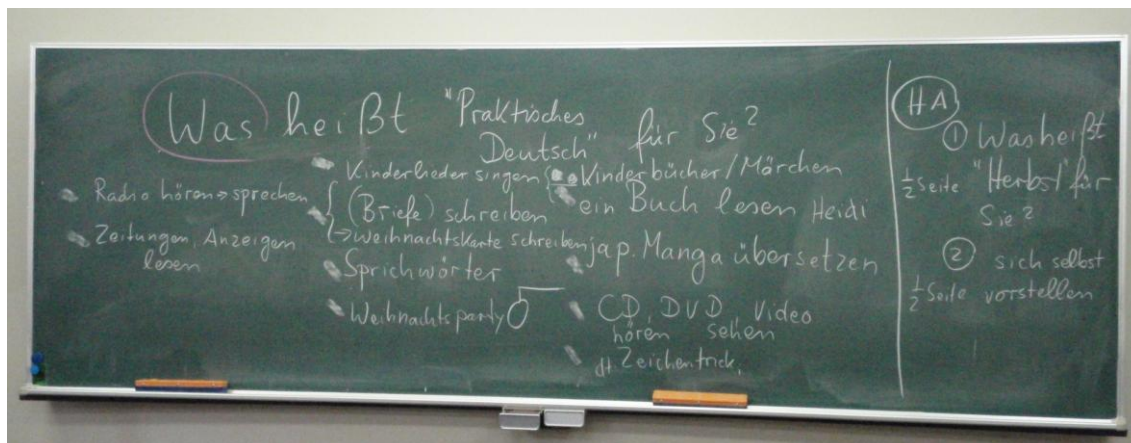 Was heißt "Praktisches
Deutsch" für Sie?
Radio hören → sprechen
Zeitungen, Anzeigen
lesen
Kinderlieder singen
(Briefe) schreiben
→ Weihnachtskarte schreiben
Sprichwörter
Weihnachtsparty
Kinderbücher/Märchen
ein Buch lesen Heidi
jap. Manga übersetzen
CD, DVD, Video
hören sehen
dt. Zeichentrick,
HA
① Was heißt
½ Seite "Herbst" für
Sie?
② sich selbst
½ Seite vorstellen